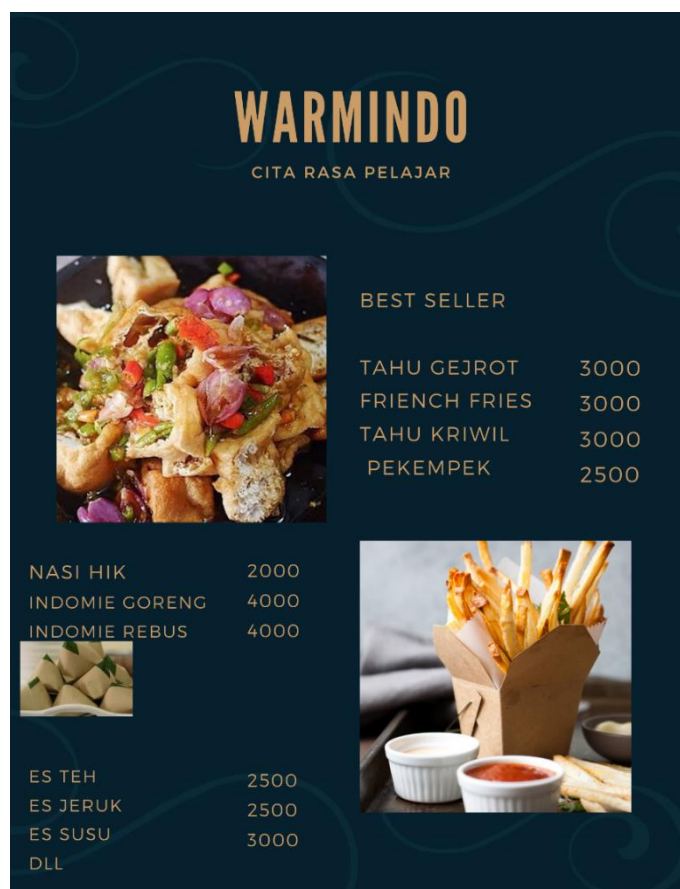 WARMINDO
CITA RASA PELAJAR
BEST SELLER
TAHU GEJROT 3000
FRIENCH FRIES 3000
TAHU KRIWIL 3000
PEKEMPEK 2500
NASI HIK 2000
INDOMIE GORENG 4000
INDOMIE REBUS 4000
ES TEH 2500
ES JERUK 2500
ES SUSU 3000
DLL